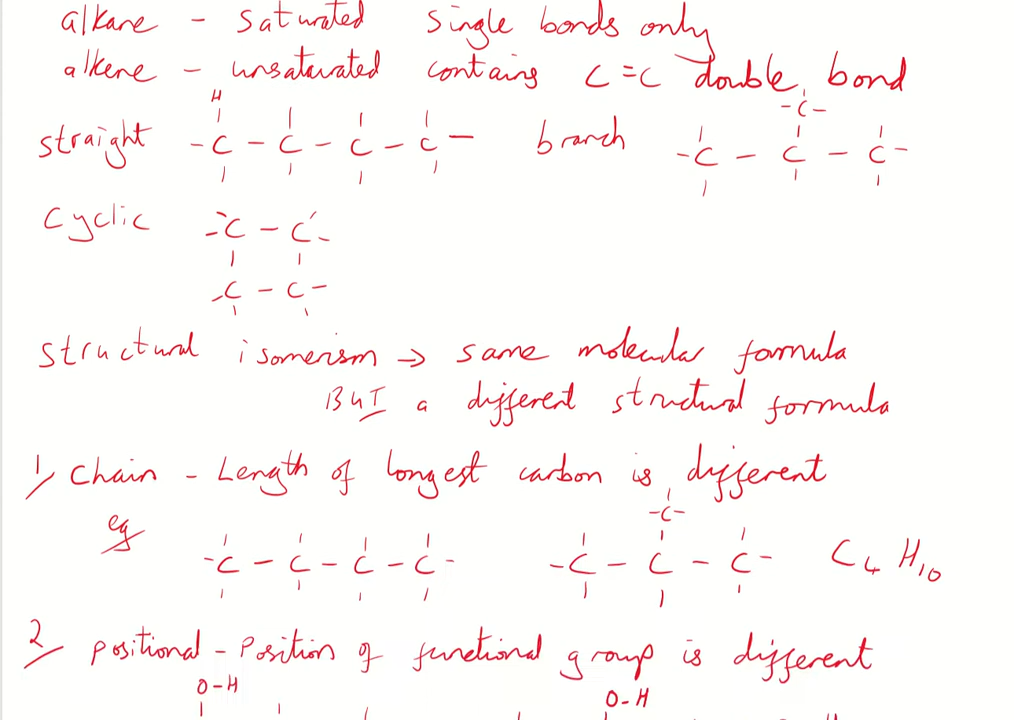 alkane - saturated single bonds only
alkene - unsaturated contains C=C double bond
H
-C-
straight -C-C-C-C- branch -C-C-C-
cyclic -C-C-
-C-C-
structural isomerism → same molecular formula
BUT a different structural formula
1, Chain - Length of longest carbon is different
-C-
eg -C-C-C-C- -C-C-C- C4H10
2, positional - Position of functional group is different
O-H O-H